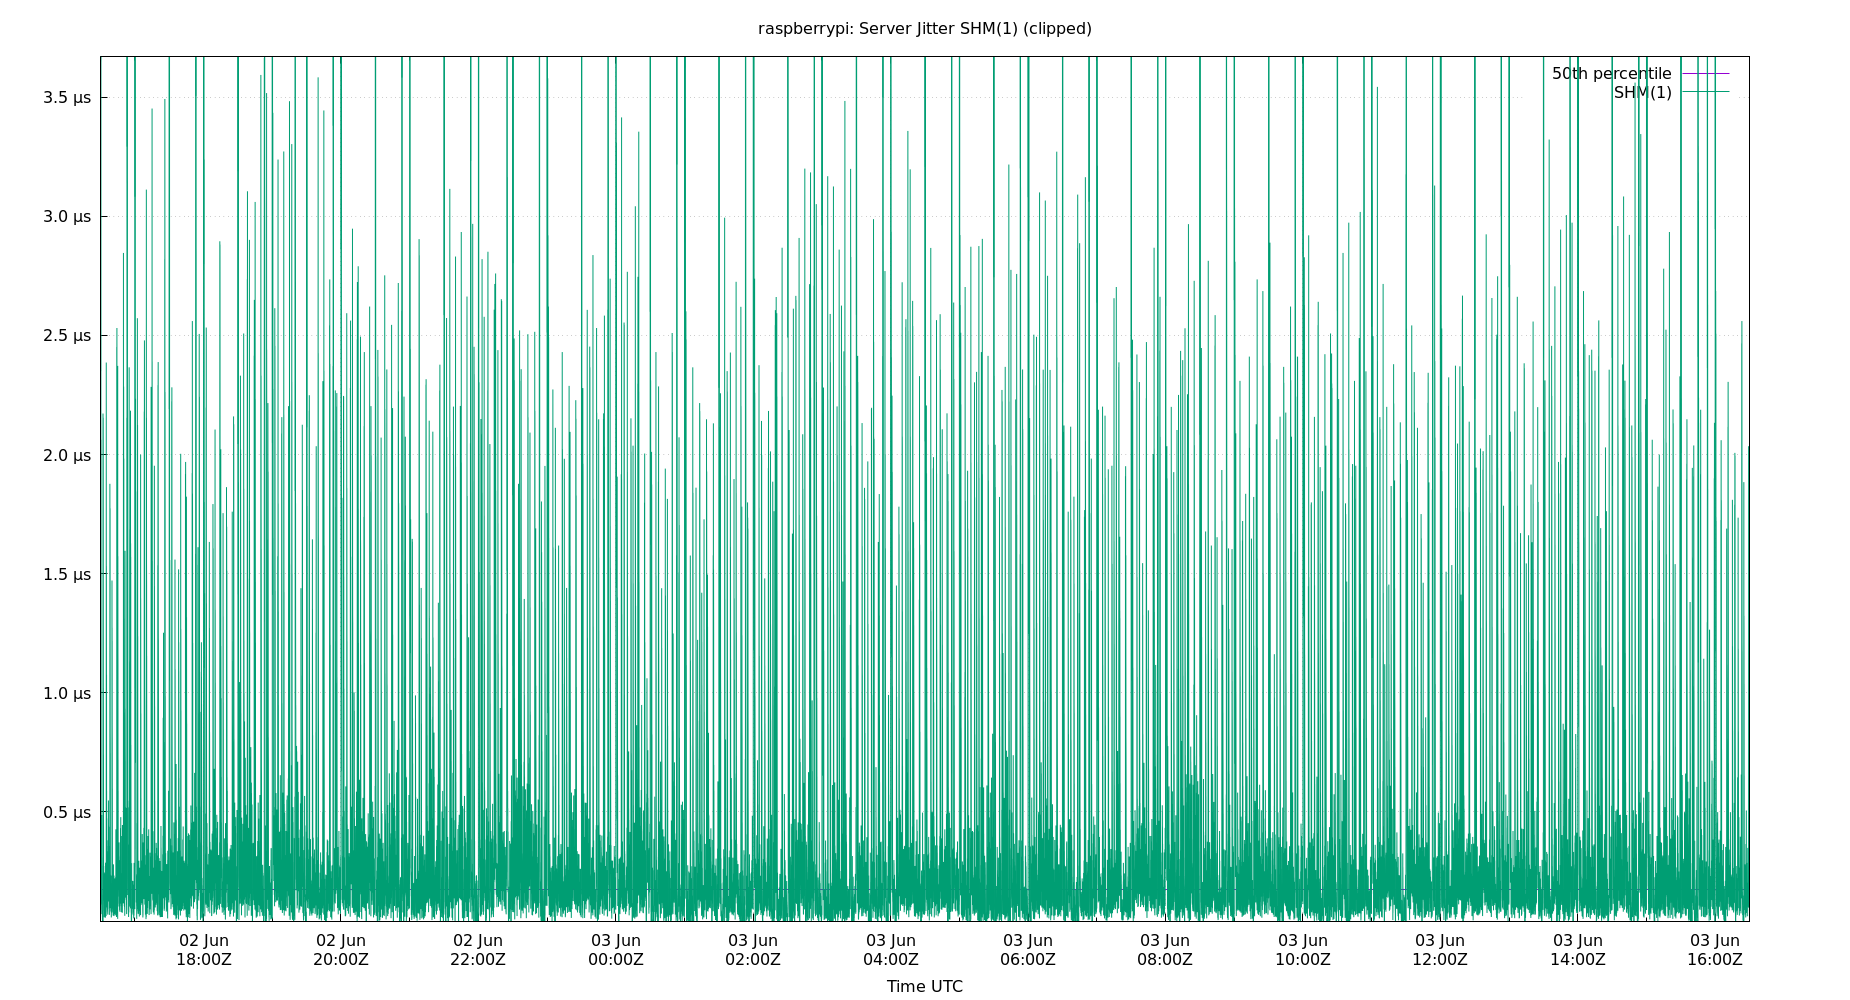 raspberrypi: Server Jitter SHM(1) (clipped)
50th percentile
SHM(1)
3.5 µs
3.0 µs
2.5 µs
2.0 µs
1.5 µs
1.0 µs
0.5 µs
02 Jun 02 Jun 02 Jun 03 Jun 03 Jun 03 Jun 03 Jun 03 Jun 03 Jun 03 Jun 03 Jun 03 Jun
18:00Z 20:00Z 22:00Z 00:00Z 02:00Z 04:00Z 06:00Z 08:00Z 10:00Z 12:00Z 14:00Z 16:00Z
Time UTC